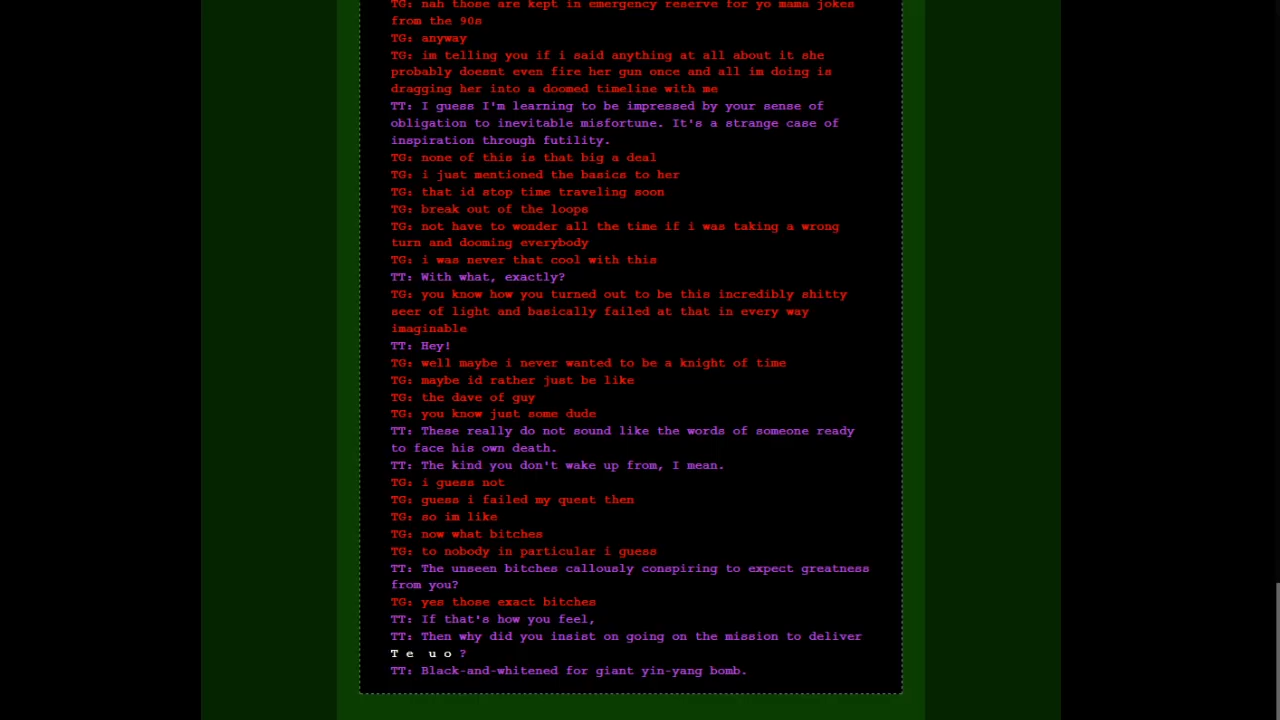 TG: nah those are kept in emergency reserve for yo mama jokes
from the 90s
TG: anyway
TG: im telling you if i said anything at all about it she
probably doesnt even fire her gun once and all im doing is
dragging her into a doomed timeline with me
TT: I guess I'm learning to be impressed by your sense of
obligation to inevitable misfortune. It's a strange case of
inspiration through futility.
TG: none of this is that big a deal
TG: i just mentioned the basics to her
TG: that id stop time traveling soon
TG: break out of the loops
TG: not have to wonder all the time if i was taking a wrong
turn and dooming everybody
TG: i was never that cool with this
TT: With what, exactly?
TG: you know how you turned out to be this incredibly shitty
seer of light and basically failed at that in every way
imaginable
TT: Hey!
TG: well maybe i never wanted to be a knight of time
TG: maybe id rather just be like
TG: the dave of guy
TG: you know just some dude
TT: These really do not sound like the words of someone ready
to face his own death.
TT: The kind you don't wake up from, I mean.
TG: i guess not
TG: guess i failed my quest then
TG: so im like
TG: now what bitches
TG: to nobody in particular i guess
TT: The unseen bitches callously conspiring to expect greatness
from you?
TG: yes those exact bitches
TT: If that's how you feel,
TT: Then why did you insist on going on the mission to deliver
T e  u o ?
TT: Black-and-whitened for giant yin-yang bomb.